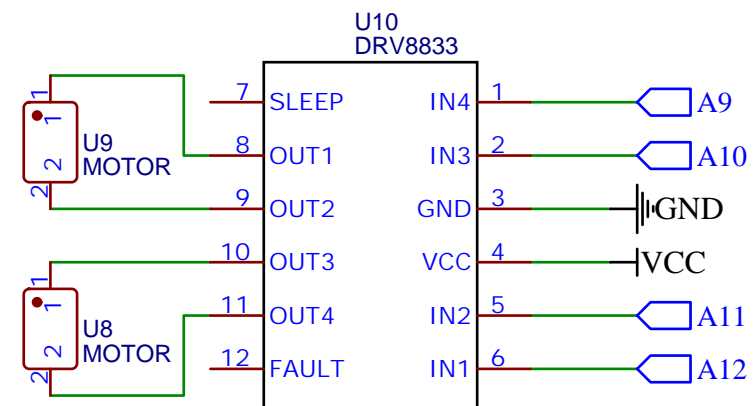 U10
DRV8833
7 SLEEP IN4 1 A9
1 1 U9 8 OUT1 IN3 2 A10
2 2 MOTOR 9 OUT2 GND 3 GND
10 OUT3 VCC 4 VCC
1 1 U8 11 OUT4 IN2 5 A11
2 2 MOTOR 12 FAULT IN1 6 A12